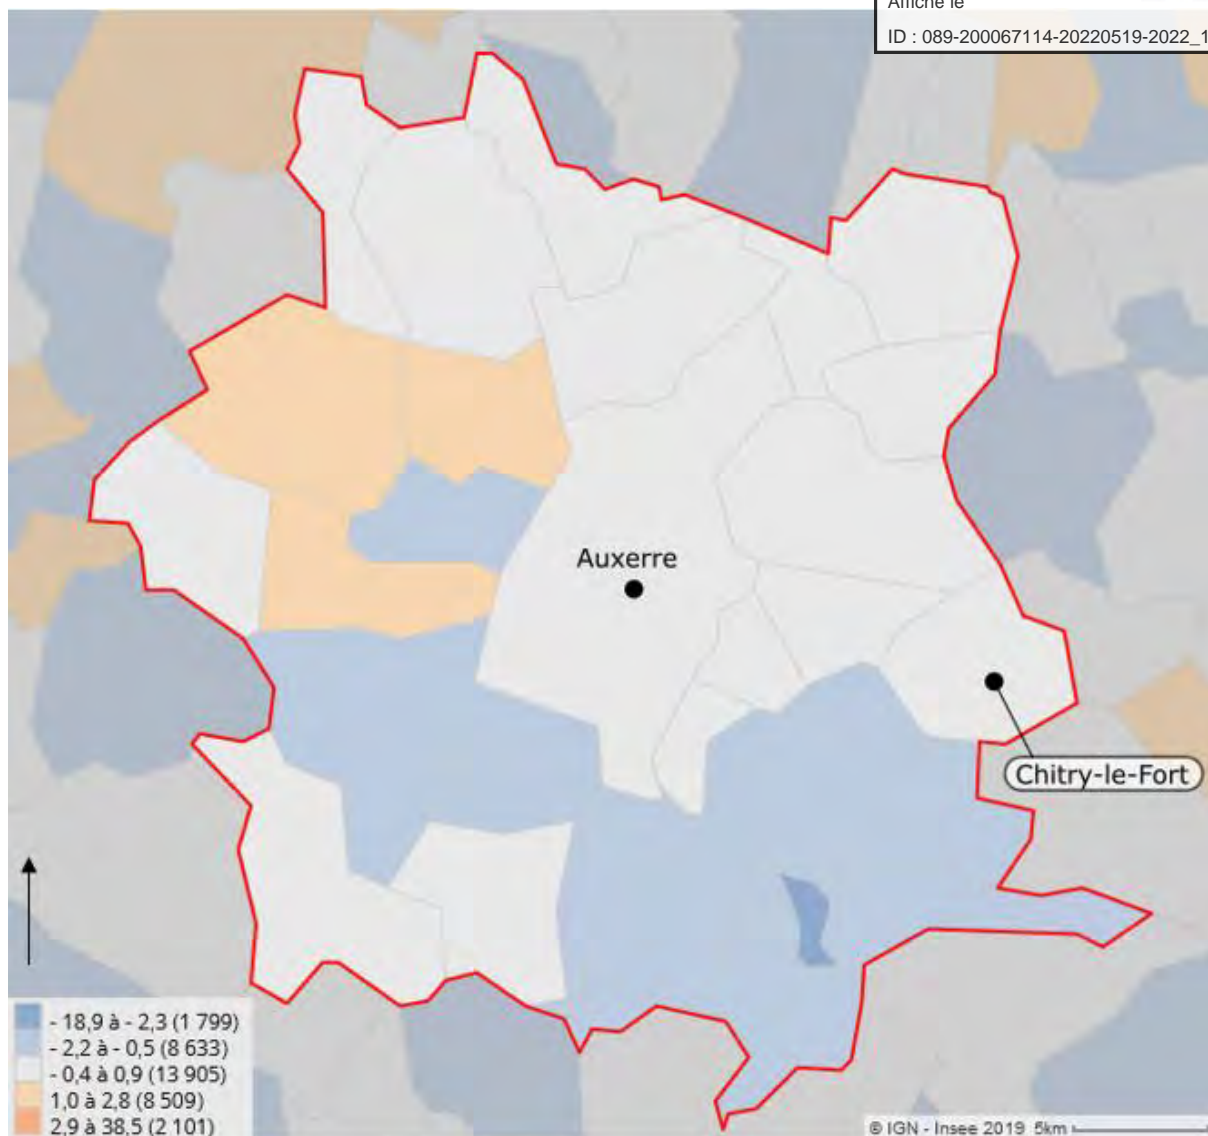 Affiché le
ID : 089-200067114-20220519-2022_1
Auxerre
Chitry-le-Fort
- 18,9 à - 2,3 (1 799)
- 2,2 à - 0,5 (8 633)
- 0,4 à 0,9 (13 905)
1,0 à 2,8 (8 509)
2,9 à 38,5 (2 101)
© IGN - Insee 2019 5km